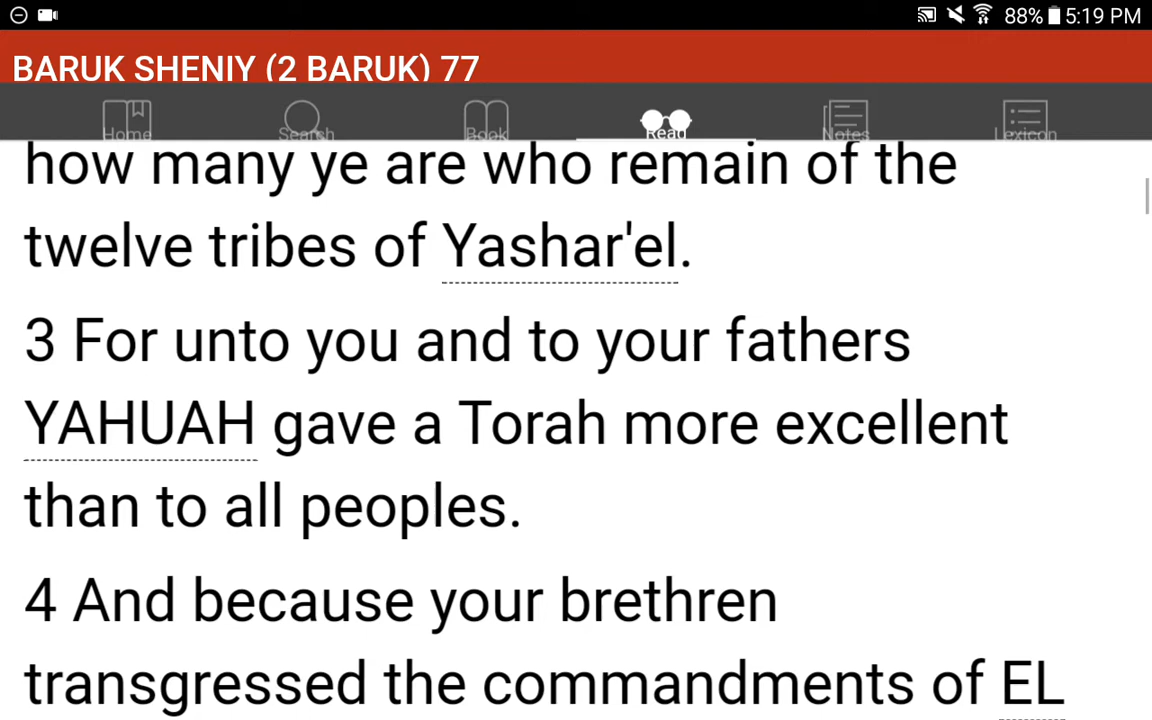 88% 5:19 PM
BARUK SHENIY (2 BARUK) 77
Home Search Book Read Notes Lexicon
how many ye are who remain of the
twelve tribes of Yashar'el.
3 For unto you and to your fathers
YAHUAH gave a Torah more excellent
than to all peoples.
4 And because your brethren
transgressed the commandments of EL